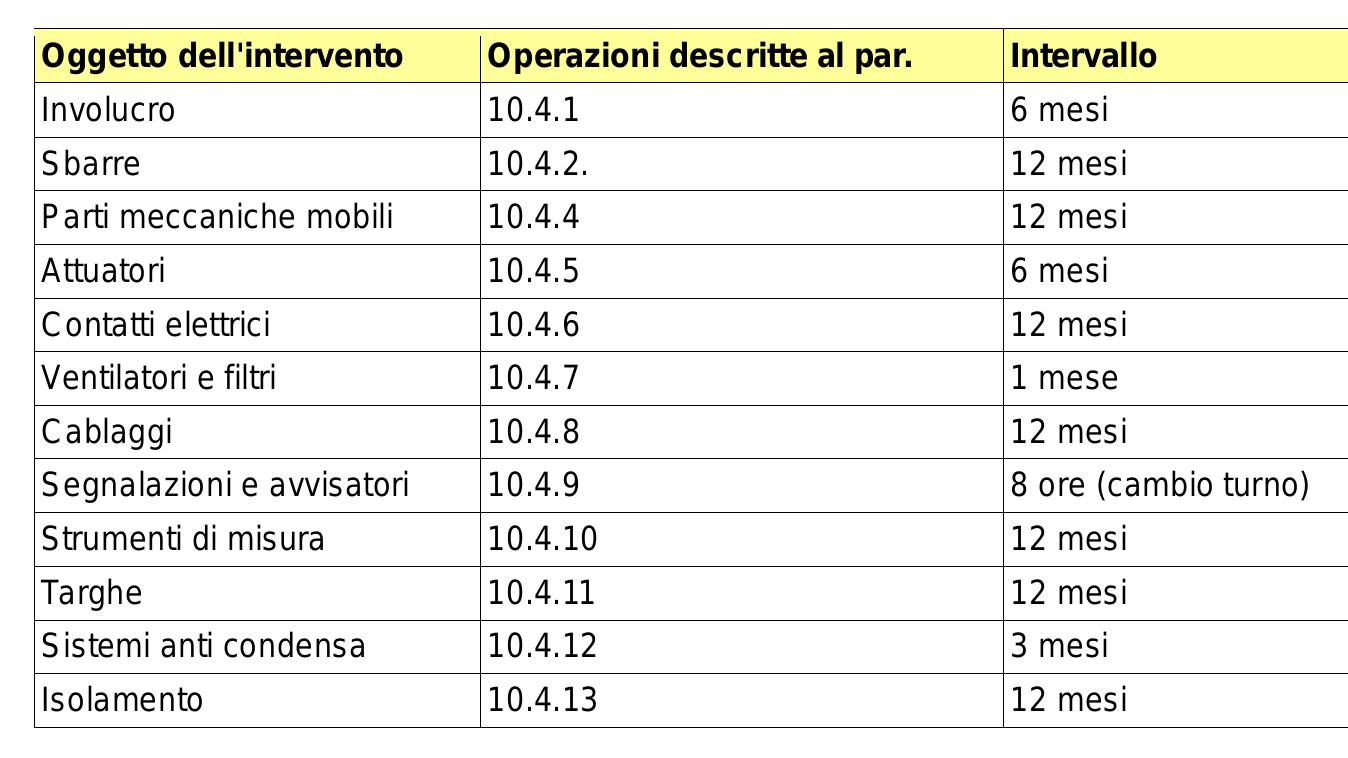 Oggetto dell'intervento Operazioni descritte al par. Intervallo
Involucro 10.4.1 6 mesi
Sbarre 10.4.2. 12 mesi
Parti meccaniche mobili 10.4.4 12 mesi
Attuatori 10.4.5 6 mesi
Contatti elettrici 10.4.6 12 mesi
Ventilatori e filtri 10.4.7 1 mese
Cablaggi 10.4.8 12 mesi
Segnalazioni e avvisatori 10.4.9 8 ore (cambio turno)
Strumenti di misura 10.4.10 12 mesi
Targhe 10.4.11 12 mesi
Sistemi anti condensa 10.4.12 3 mesi
Isolamento 10.4.13 12 mesi